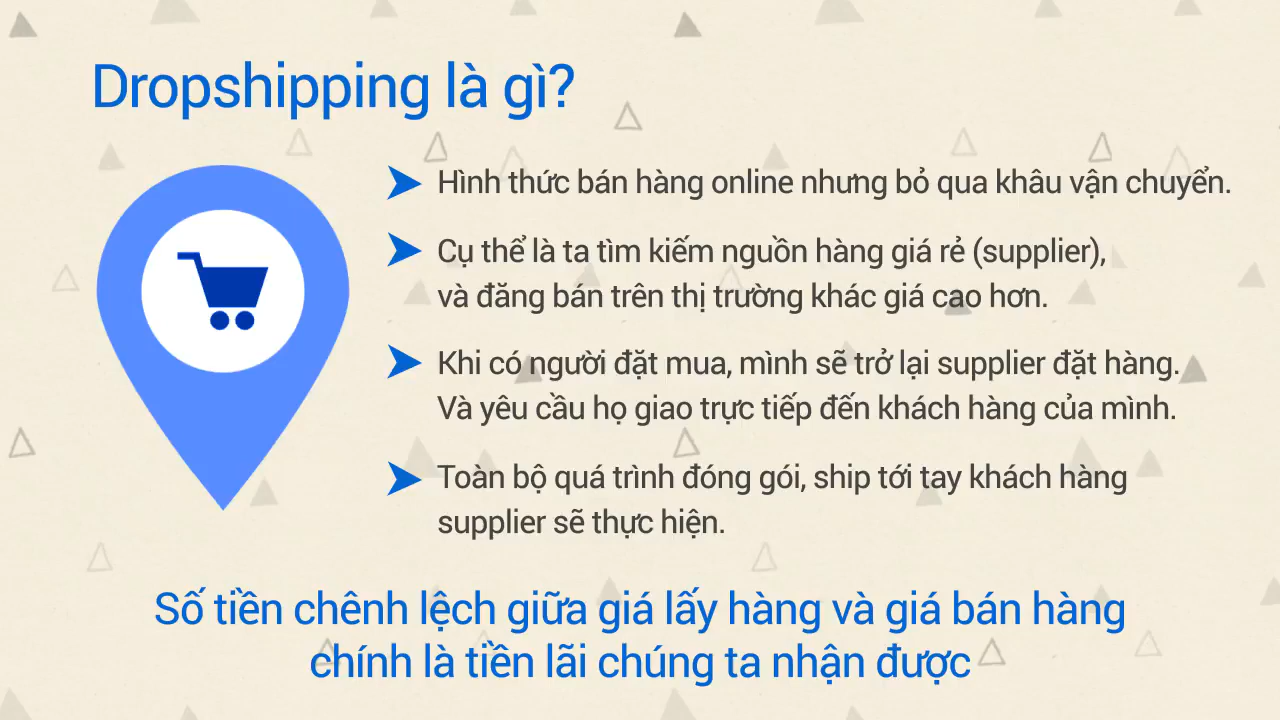 Dropshipping là gì?
Hình thức bán hàng online nhưng bỏ qua khâu vận chuyển.
Cụ thể là ta tìm kiếm nguồn hàng giá rẻ (supplier),
và đăng bán trên thị trường khác giá cao hơn.
Khi có người đặt mua, mình sẽ trở lại supplier đặt hàng.
Và yêu cầu họ giao trực tiếp đến khách hàng của mình.
Toàn bộ quá trình đóng gói, ship tới tay khách hàng
supplier sẽ thực hiện.
Số tiền chênh lệch giữa giá lấy hàng và giá bán hàng
chính là tiền lãi chúng ta nhận được